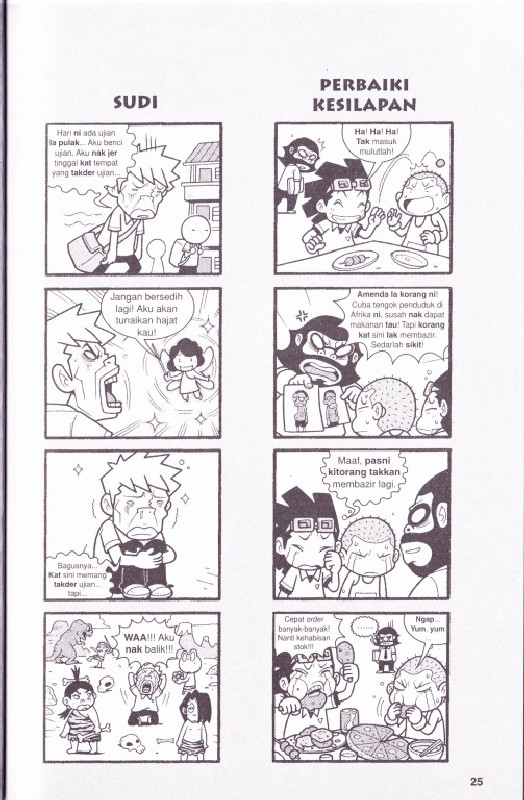 SUDI
Hari ni ada ujian
la pulak... Aku benci
ujian. Aku nak jer
tinggal kat tempat
yang takder ujian...
Jangan bersedih
lagi! Aku akan
tunaikan hajat
kau!
Bagusnya...
Kat sini memang
takder ujian....
tapi...
WAA!!! Aku
nak balik!!!
PERBAIKI
KESILAPAN
Ha! Ha! Ha!
Tak masuk
mulutlah!
Amenda la korang ni!
Cuba tengok penduduk di
Afrika ni, susah nak dapat
makanan tau! Tapi korang
kat sini lak membazir.
Sedarlah sikit!
Maaf, pasni
kitorang takkan
membazir lagi.
Cepat order
banyak-banyak!
Nanti kehabisan
stok!!!
......
Ngap...
Yum, yum
25